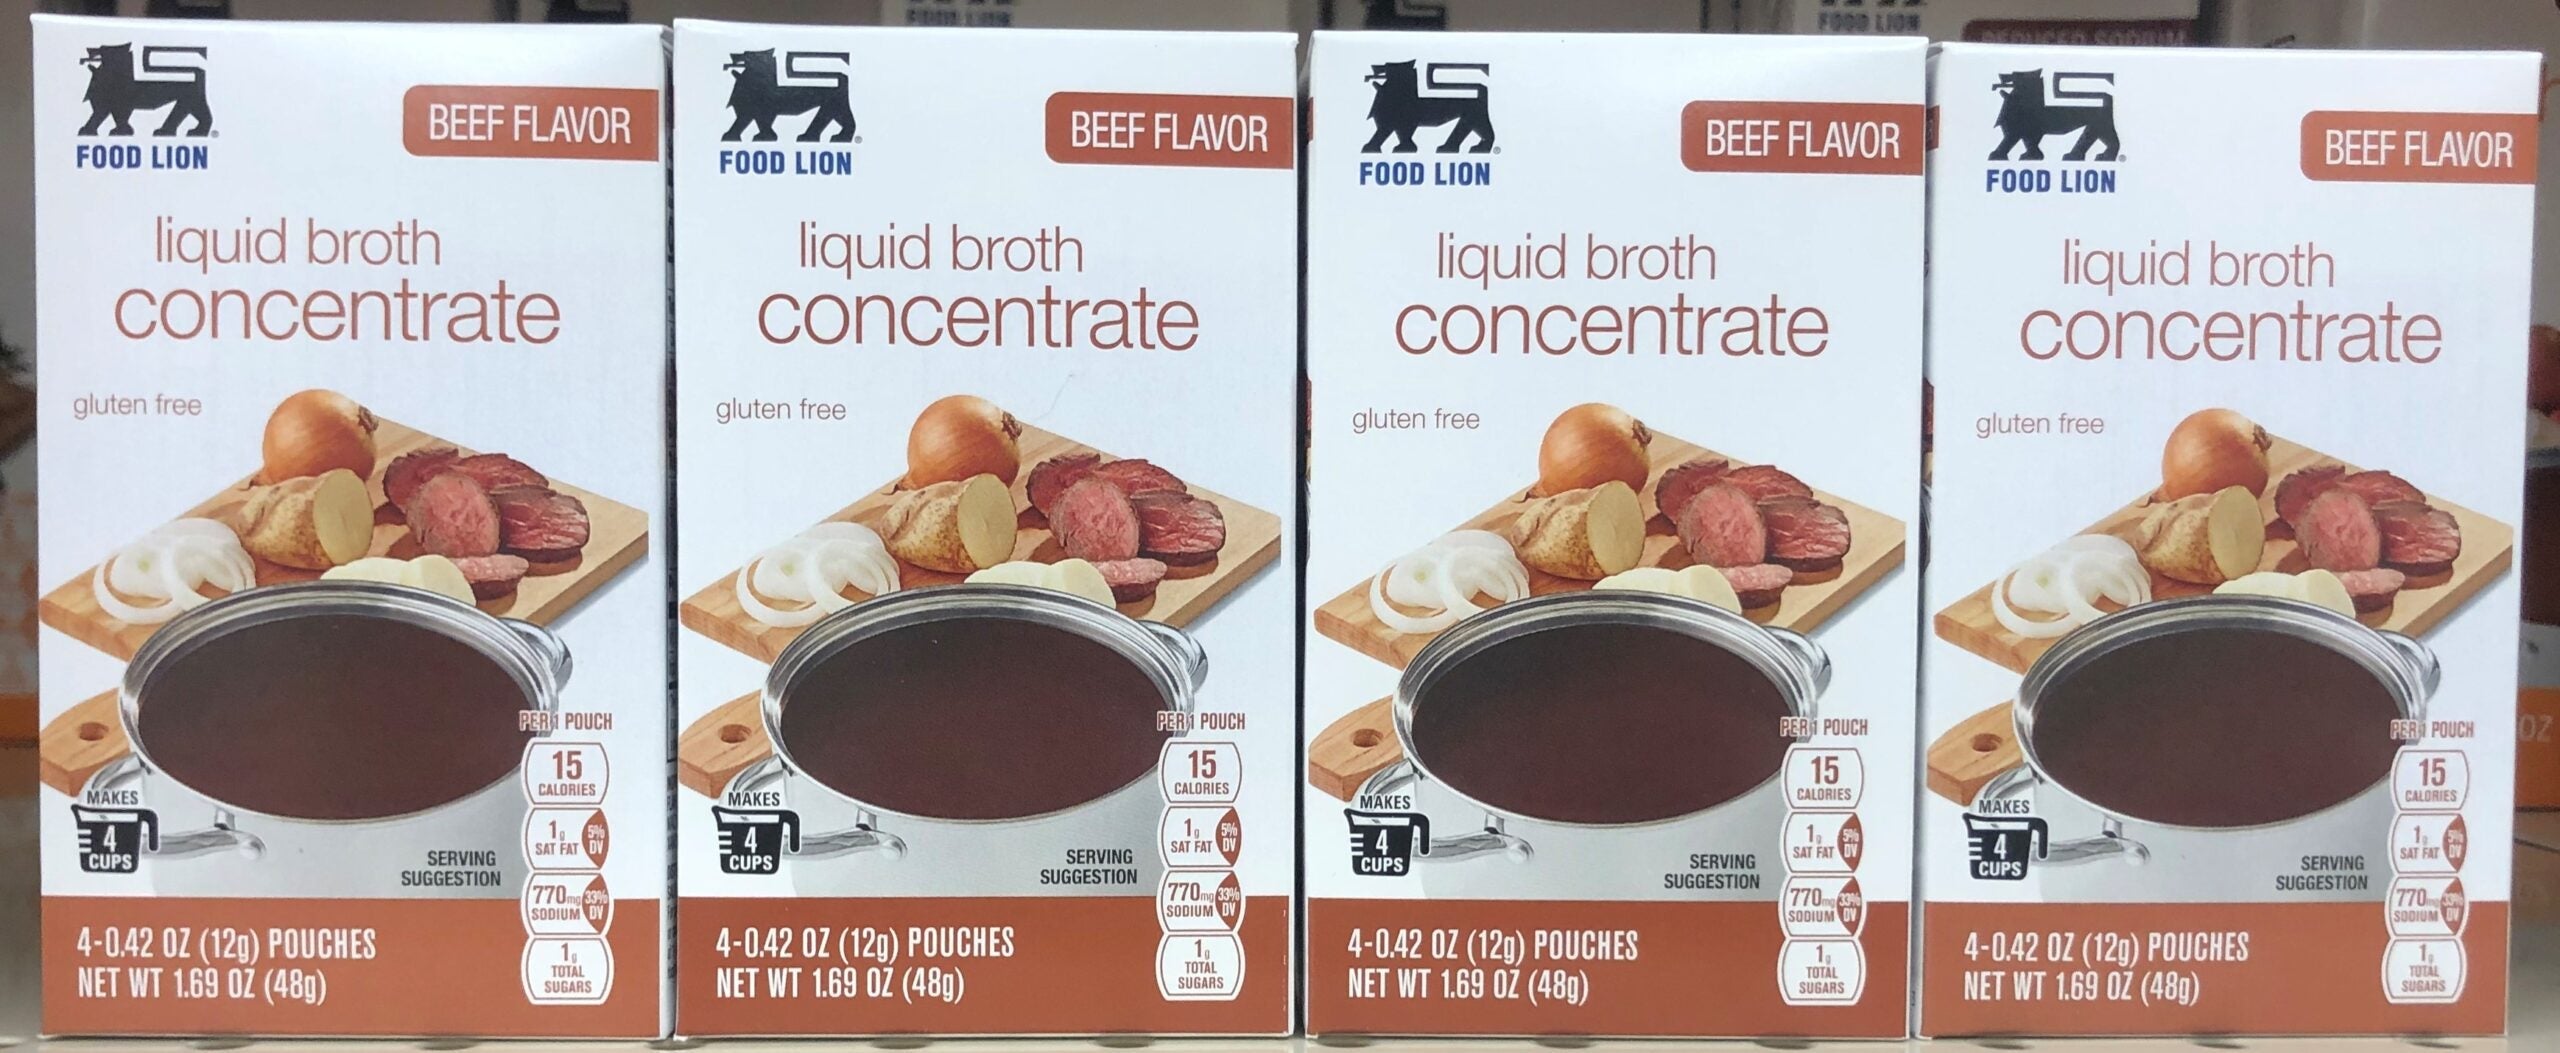 FOOD LION
BEEF FLAVOR
liquid broth
concentrate
gluten free
PER 1 POUCH
15
CALORIES
1g
SAT FAT
5%
DV
770mg
SODIUM
33%
DV
1g
TOTAL
SUGARS
MAKES
4
CUPS
SERVING
SUGGESTION
4-0.42 OZ (12g) POUCHES
NET WT 1.69 OZ (48g)
FOOD LION
BEEF FLAVOR
liquid broth
concentrate
gluten free
PER 1 POUCH
15
CALORIES
1g
SAT FAT
5%
DV
770mg
SODIUM
33%
DV
1g
TOTAL
SUGARS
MAKES
4
CUPS
SERVING
SUGGESTION
4-0.42 OZ (12g) POUCHES
NET WT 1.69 OZ (48g)
FOOD LION
BEEF FLAVOR
liquid broth
concentrate
gluten free
PER 1 POUCH
15
CALORIES
1g
SAT FAT
5%
DV
770mg
SODIUM
33%
DV
1g
TOTAL
SUGARS
MAKES
4
CUPS
SERVING
SUGGESTION
4-0.42 OZ (12g) POUCHES
NET WT 1.69 OZ (48g)
FOOD LION
BEEF FLAVOR
liquid broth
concentrate
gluten free
PER 1 POUCH
15
CALORIES
1g
SAT FAT
5%
DV
770mg
SODIUM
33%
DV
1g
TOTAL
SUGARS
MAKES
4
CUPS
SERVING
SUGGESTION
4-0.42 OZ (12g) POUCHES
NET WT 1.69 OZ (48g)
FOOD LION
FOOD LION
REDUCED SODIUM
OZ